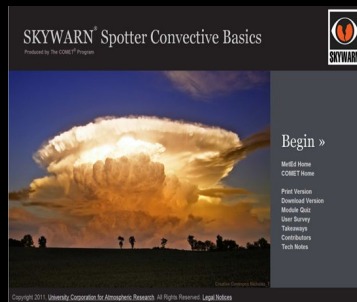 SKYWARN® Spotter Convective Basics
Produced by The COMET® Program
SKYWARN
Begin »
MetEd Home
COMET Home
Print Version
Download Version
Module Quiz
User Survey
Takeaways
Contributors
Tech Notes
Creative Commons
Copyright 2011, University Corporation for Atmospheric Research. All Rights Reserved. Legal Notices